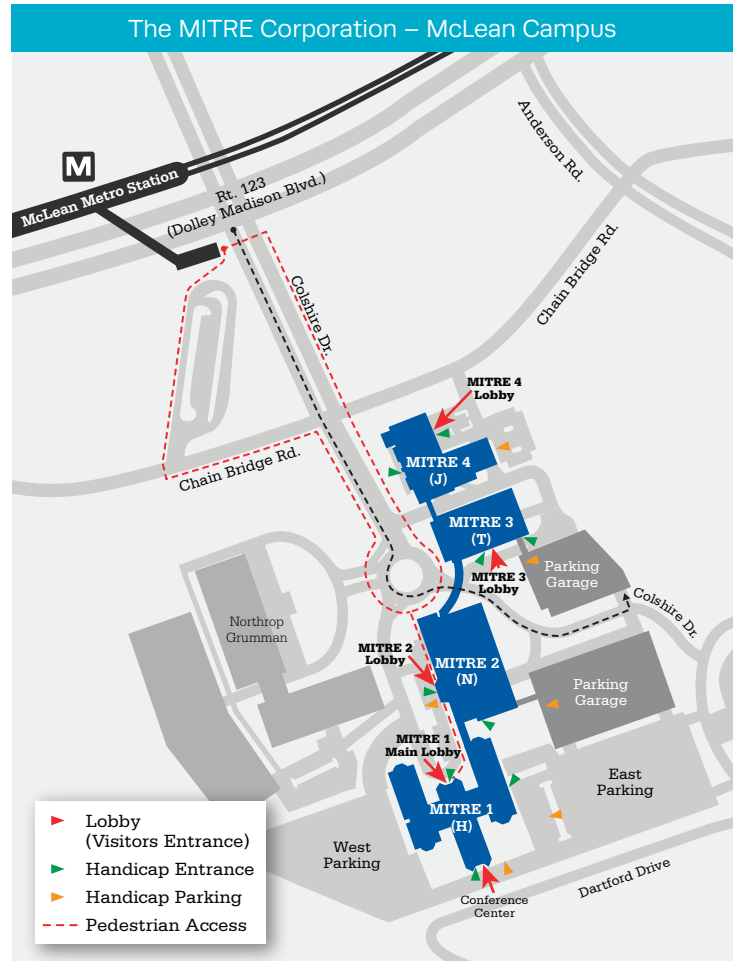 The MITRE Corporation – McLean Campus
M
McLean Metro Station
Rt. 123
(Dolley Madison Blvd.)
Anderson Rd.
Chain Bridge Rd.
Colshire Dr.
MITRE 4
Lobby
MITRE 4
(J)
Chain Bridge Rd.
MITRE 3
(T)
MITRE 3
Lobby
Parking
Garage
Colshire Dr.
Northrop
Grumman
MITRE 2
Lobby
MITRE 2
(N)
Parking
Garage
MITRE 1
Main Lobby
MITRE 1
(H)
East
Parking
West
Parking
Conference
Center
Dartford Drive
Lobby
(Visitors Entrance)
Handicap Entrance
Handicap Parking
Pedestrian Access